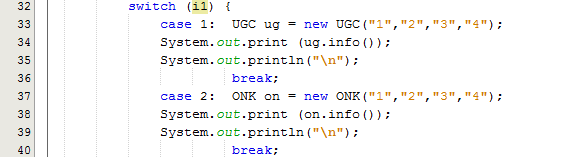 32 switch (i1) {
33 case 1:  UGC ug = new UGC("1","2","3","4");
34 System.out.print (ug.info());
35 System.out.println("\n");
36 break;
37 case 2:  ONK on = new ONK("1","2","3","4");
38 System.out.print (on.info());
39 System.out.println("\n");
40 break;